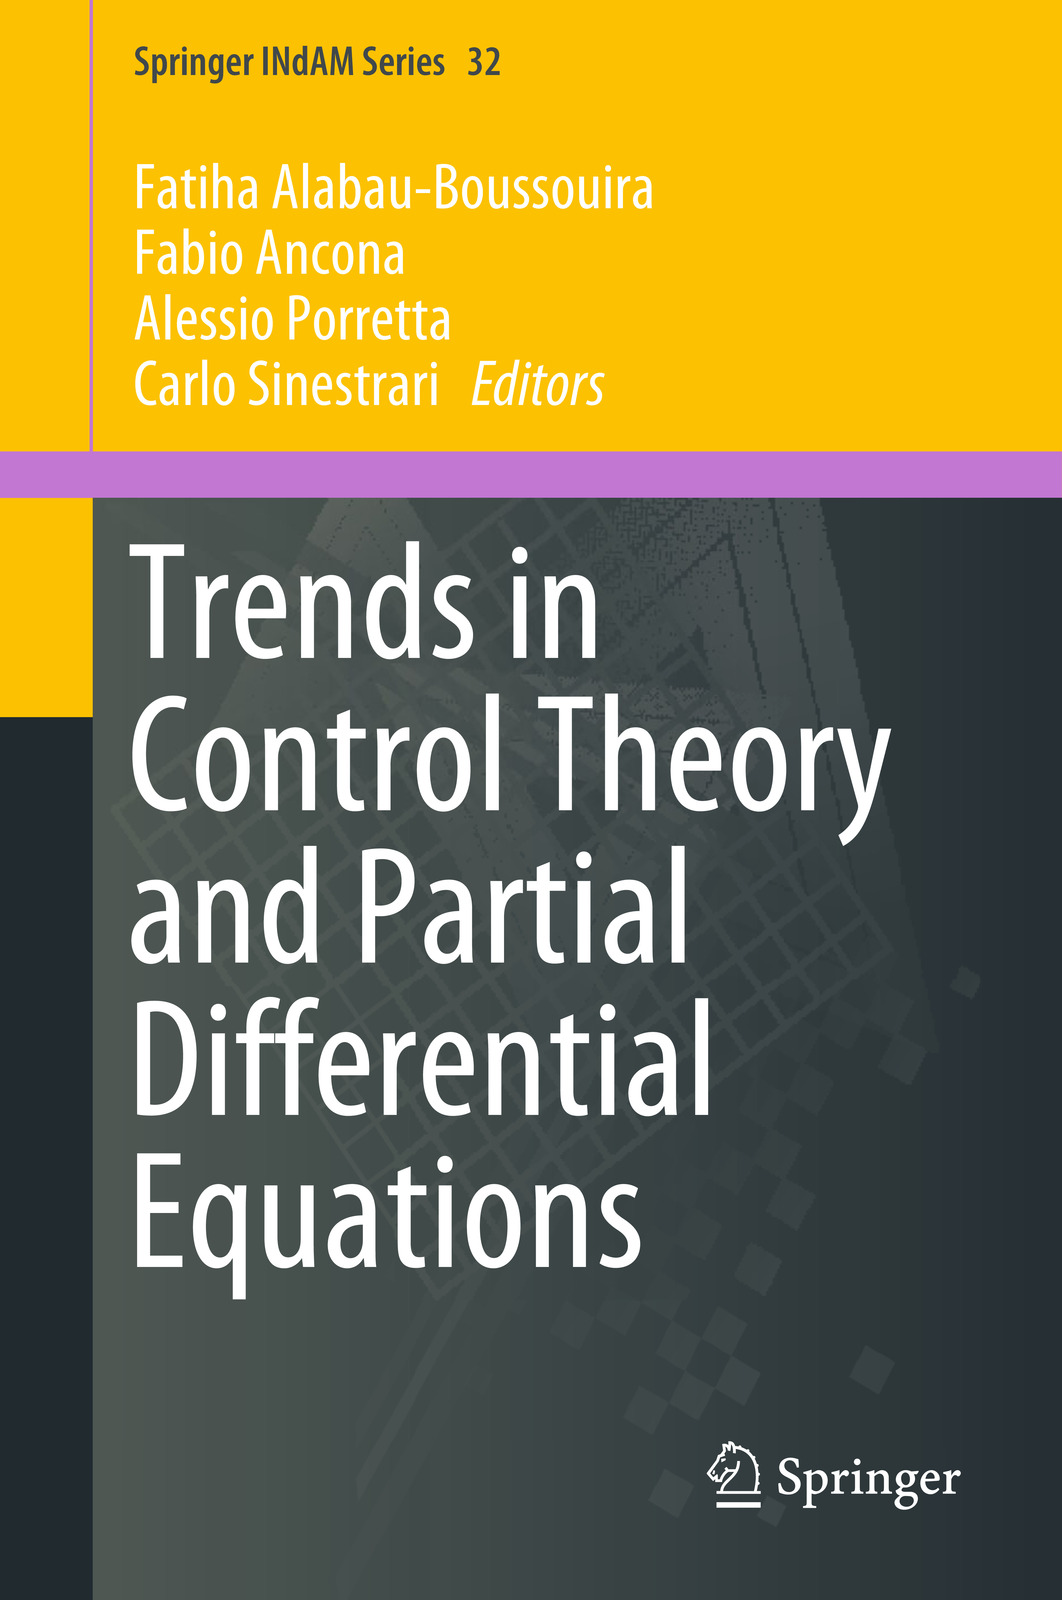 Springer INdAM Series 32
Fatiha Alabau-Boussouira
Fabio Ancona
Alessio Porretta
Carlo Sinestrari Editors
Trends in
Control Theory
and Partial
Differential
Equations
Springer